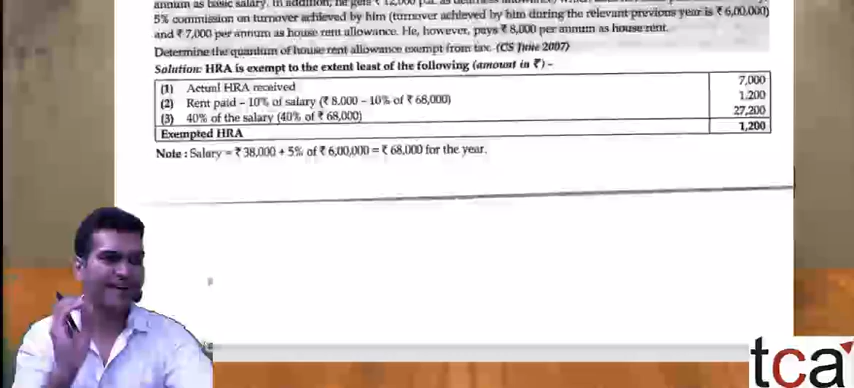 annum as basic salary. In addition, he gets ₹ 12,000 p.a. as dearness
5% commission on turnover achieved by him (turnover achieved by him during the relevant previous year is ₹ 6,00,000)
and ₹ 7,000 per annum as house rent allowance. He, however, pays ₹ 8,000 per annum as house rent.
Determine the quantum of house rent allowance exempt from tax. (CS June 2007)
Solution: HRA is exempt to the extent least of the following (amount in ₹) –
(1) Actual HRA received 7,000
(2) Rent paid – 10% of salary (₹ 8,000 – 10% of ₹ 68,000) 1,200
(3) 40% of the salary (40% of ₹ 68,000) 27,200
Exempted HRA 1,200
Note : Salary = ₹ 38,000 + 5% of ₹ 6,00,000 = ₹ 68,000 for the year.
tca